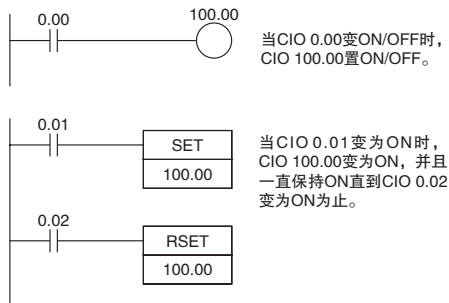 0.00
100.00
当CIO 0.00变ON/OFF时，
CIO 100.00置ON/OFF。
0.01
SET
100.00
当CIO 0.01变为ON时，
CIO 100.00变为ON，并且
一直保持ON直到CIO 0.02
变为ON为止。
0.02
RSET
100.00